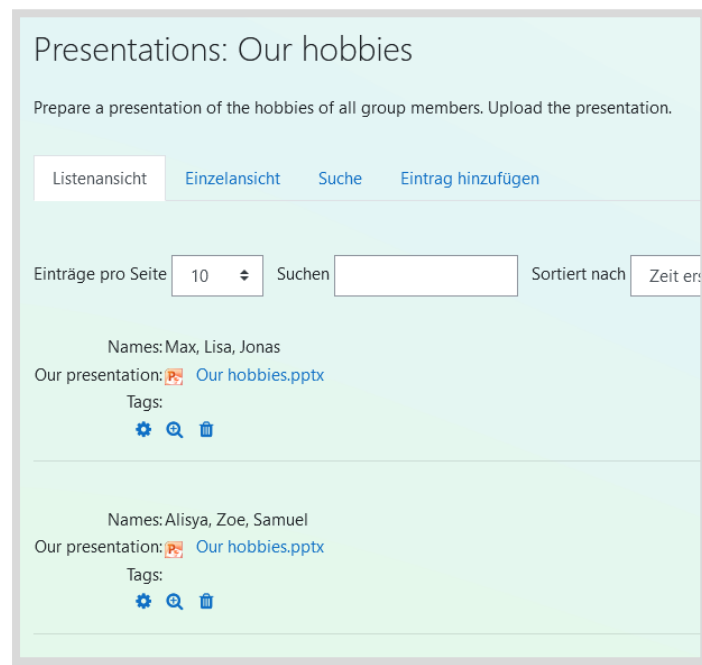 Presentations: Our hobbies
Prepare a presentation of the hobbies of all group members. Upload the presentation.
Listenansicht Einzelansicht Suche Eintrag hinzufügen
Einträge pro Seite 10 Suchen Sortiert nach Zeit
Names: Max, Lisa, Jonas
Our presentation: Our hobbies.pptx
Tags:
Names: Alisya, Zoe, Samuel
Our presentation: Our hobbies.pptx
Tags: